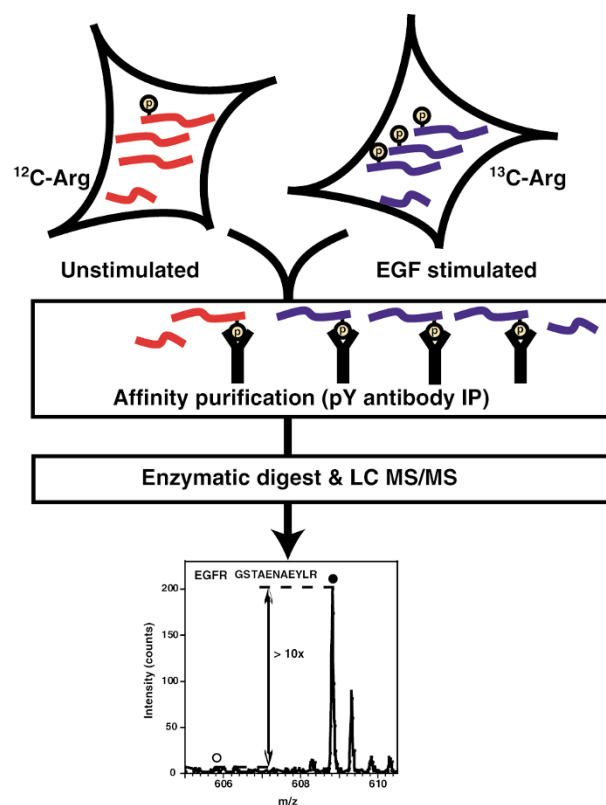 P
P
P
P
¹²C-Arg
¹³C-Arg
Unstimulated
EGF stimulated
P
P
P
P
Affinity purification (pY antibody IP)
Enzymatic digest & LC MS/MS
EGFR GSTAENAEYLR
200
150
100
50
0
Intensity (counts)
> 10x
606
608
610
m/z